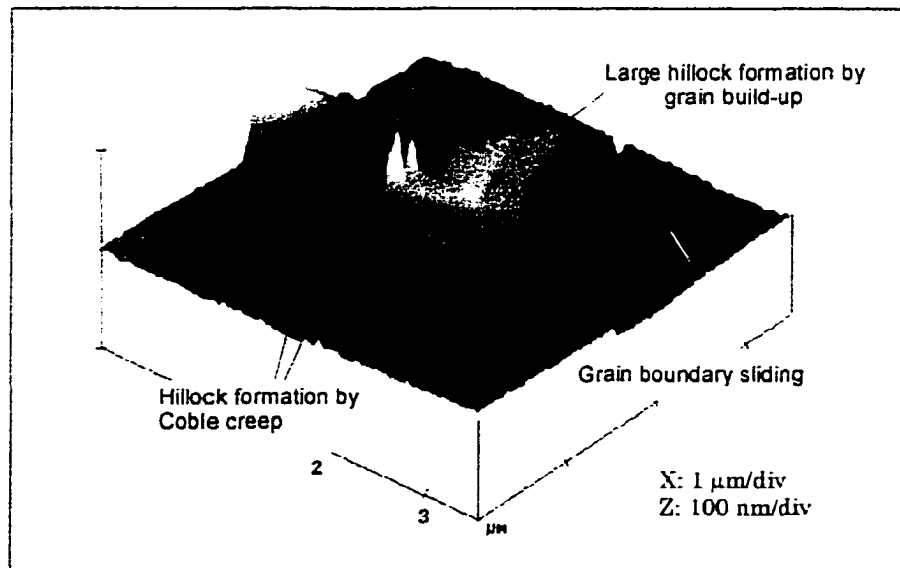 Large hillock formation by
grain build-up
Hillock formation by
Coble creep
Grain boundary sliding
2
3
µm
X: 1 µm/div
Z: 100 nm/div